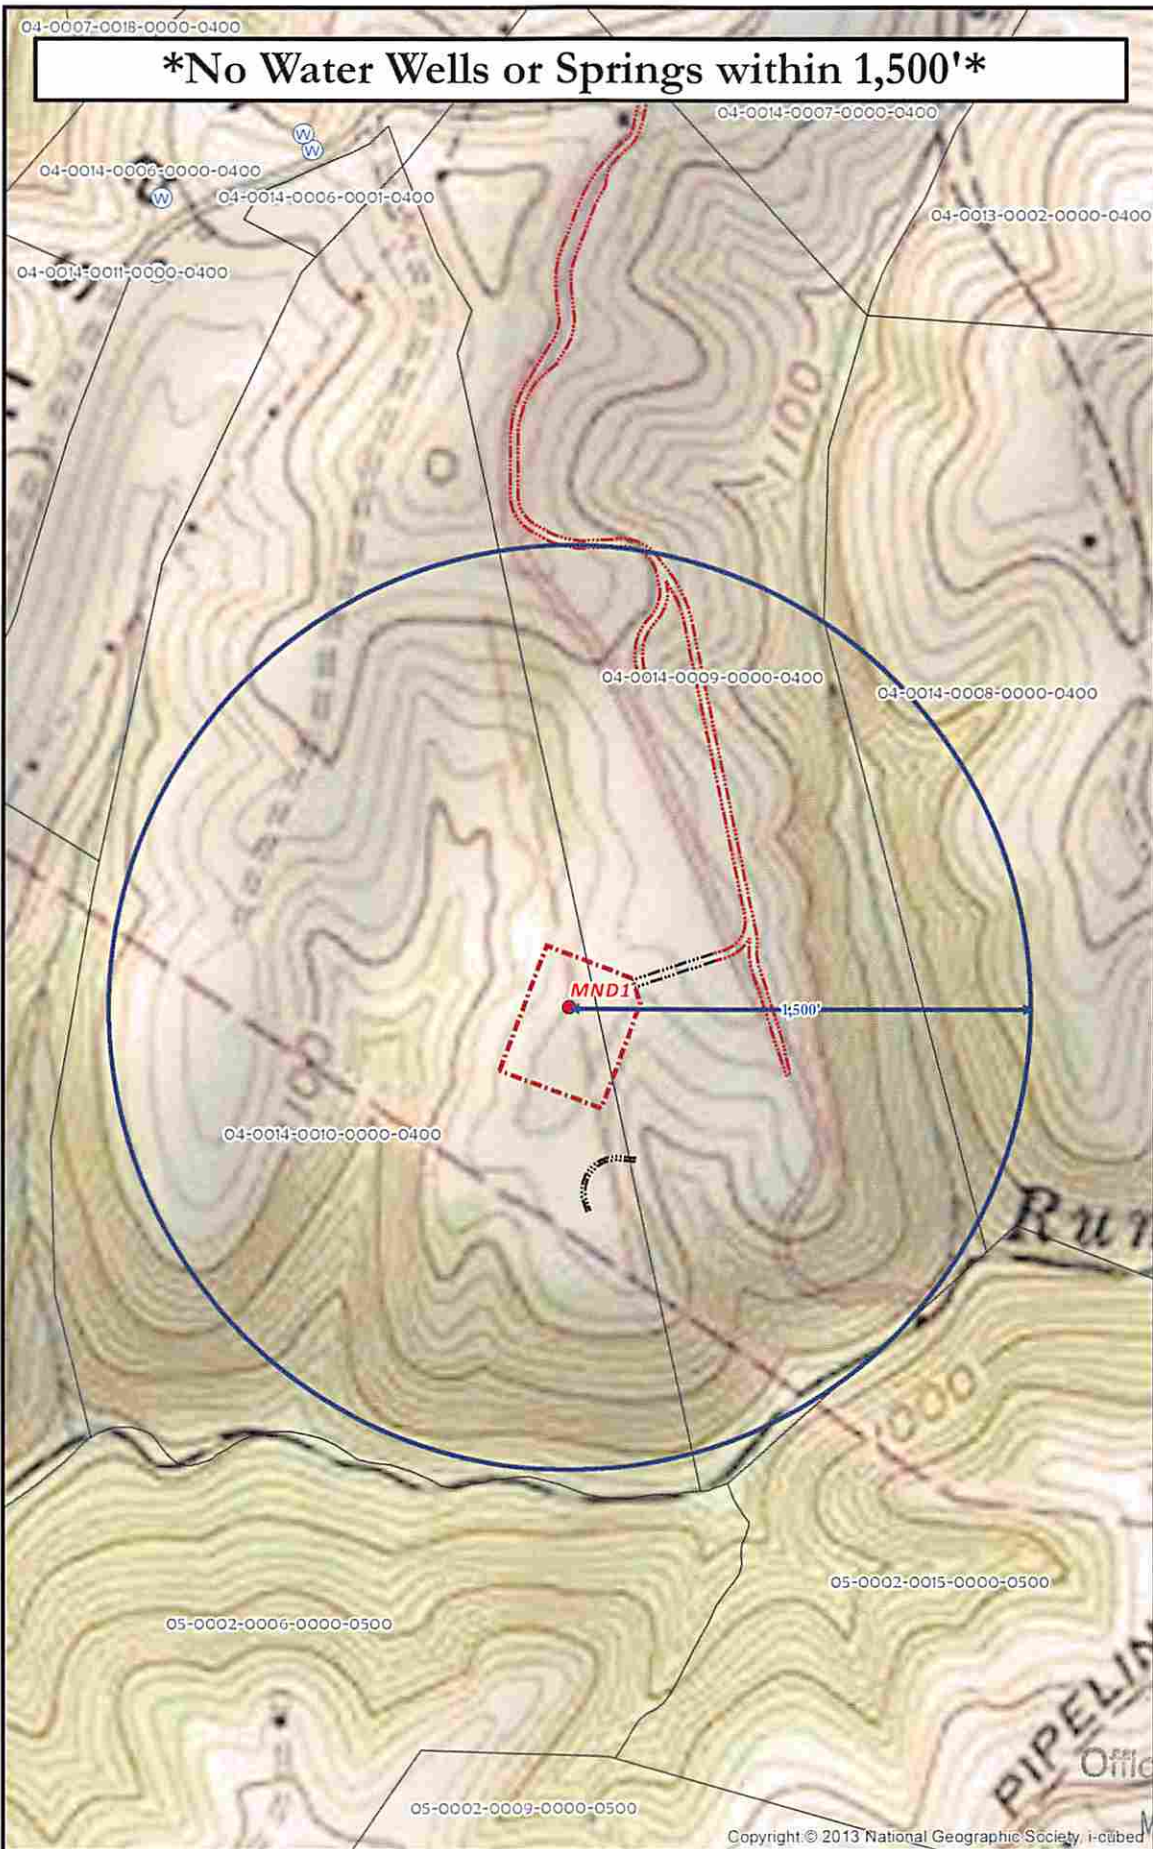 04-0007-0018-0000-0400
*No Water Wells or Springs within 1,500'*
04-0014-0007-0000-0400
W
W
04-0014-0006-0000-0400
W
04-0014-0006-0001-0400
04-0013-0002-0000-0400
04-0014-0011-0000-0400
1100
04-0014-0009-0000-0400
04-0014-0008-0000-0400
MND1
1,500'
04-0014-0010-0000-0400
Run
1000
05-0002-0015-0000-0500
05-0002-0006-0000-0500
PIPELIN
Offic
05-0002-0009-0000-0500
M
Copyright:© 2013 National Geographic Society, i-cubed